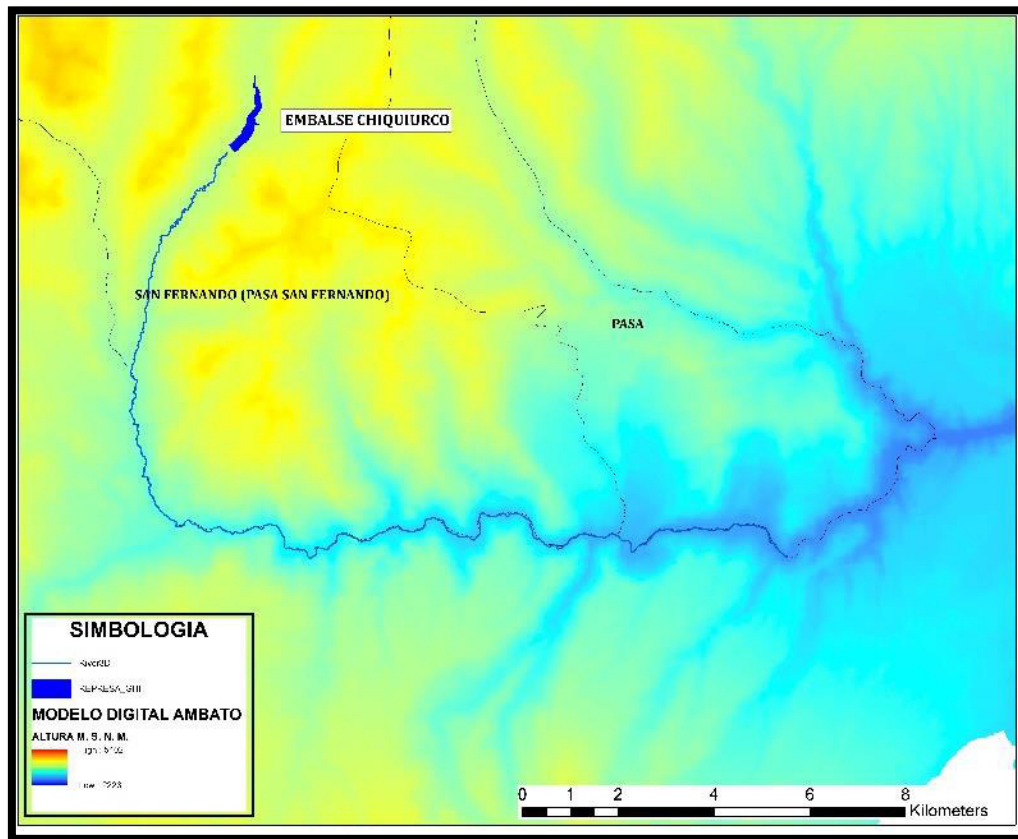 EMBALSE CHIQUIURCO
SAN FERNANDO (PASA SAN FERNANDO)
PASA
SIMBOLOGIA
River3D
MODELO DIGITAL AMBATO
ALTURA M. S. N. M.
0 1 2 4 6 8
Kilometers